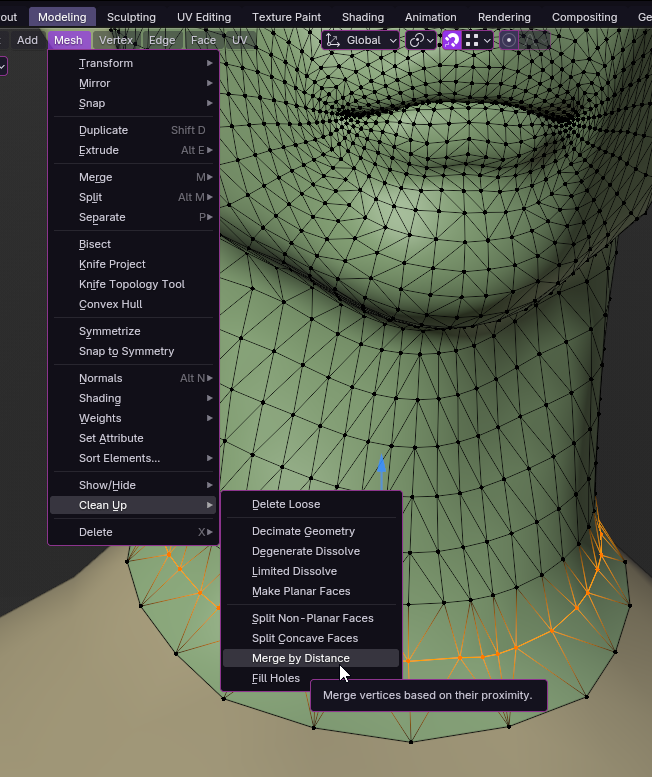 out Modeling Sculpting UV Editing Texture Paint Shading Animation Rendering Compositing Ge
Add Mesh Vertex Edge Face UV Global
Transform
Mirror
Snap
Duplicate Shift D
Extrude Alt E
Merge M
Split Alt M
Separate P
Bisect
Knife Project
Knife Topology Tool
Convex Hull
Symmetrize
Snap to Symmetry
Normals Alt N
Shading
Weights
Set Attribute
Sort Elements...
Show/Hide
Clean Up
Delete X
Delete Loose
Decimate Geometry
Degenerate Dissolve
Limited Dissolve
Make Planar Faces
Split Non-Planar Faces
Split Concave Faces
Merge by Distance
Fill Holes
Merge vertices based on their proximity.